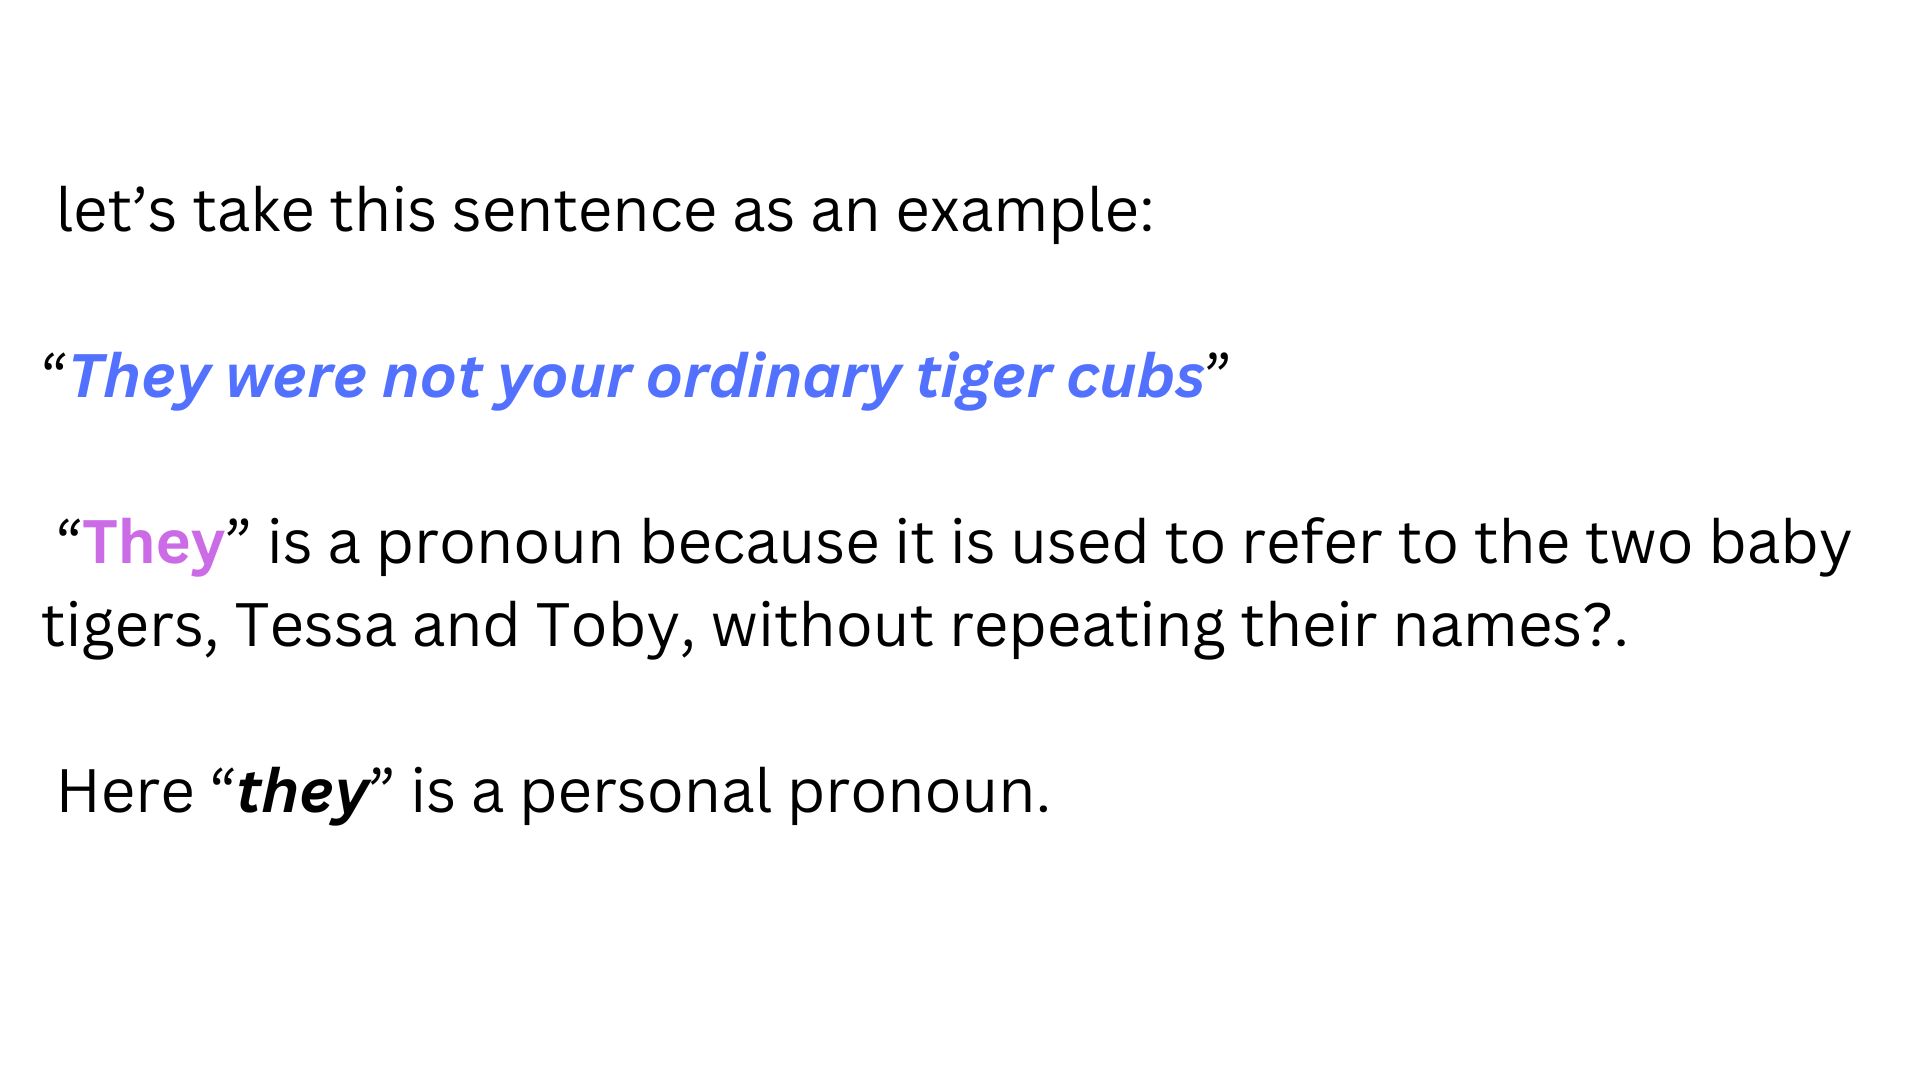 let’s take this sentence as an example:
“They were not your ordinary tiger cubs”
“They” is a pronoun because it is used to refer to the two baby
tigers, Tessa and Toby, without repeating their names?.
Here “they” is a personal pronoun.